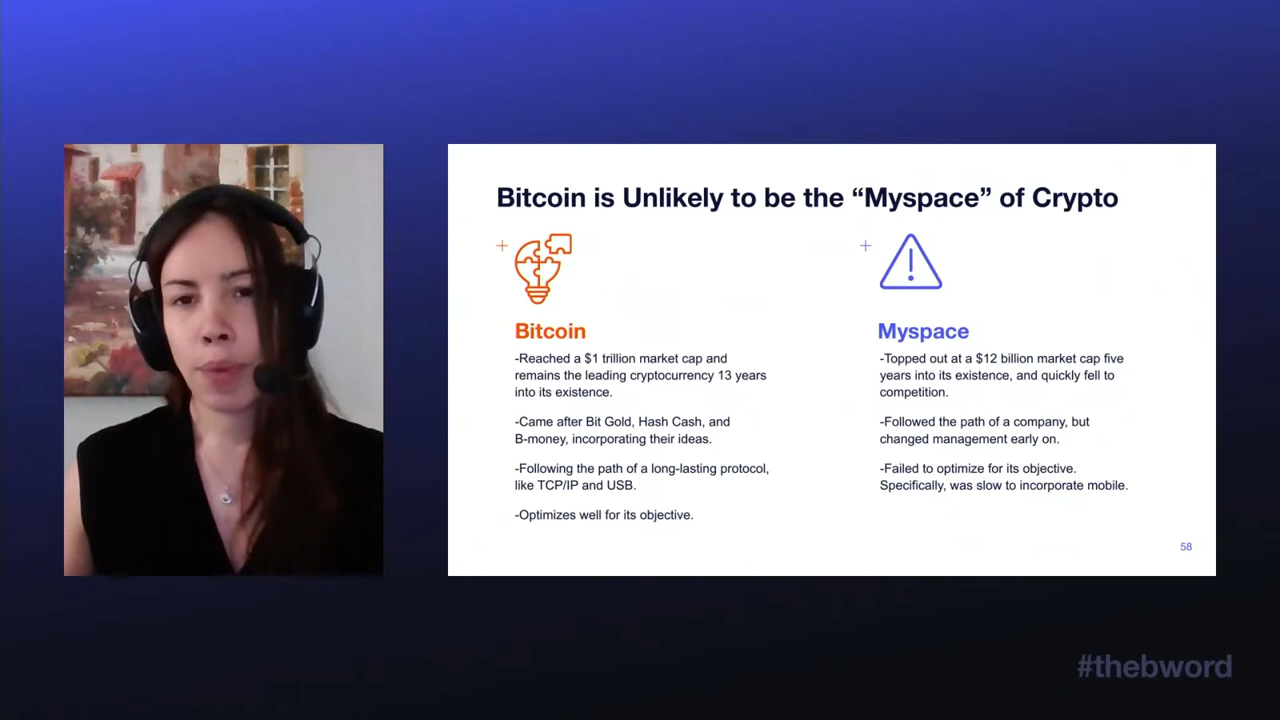 Bitcoin is Unlikely to be the “Myspace” of Crypto
Bitcoin
-Reached a $1 trillion market cap and
remains the leading cryptocurrency 13 years
into its existence.
-Came after Bit Gold, Hash Cash, and
B-money, incorporating their ideas.
-Following the path of a long-lasting protocol,
like TCP/IP and USB.
-Optimizes well for its objective.
Myspace
-Topped out at a $12 billion market cap five
years into its existence, and quickly fell to
competition.
-Followed the path of a company, but
changed management early on.
-Failed to optimize for its objective.
Specifically, was slow to incorporate mobile.
58
#thebword